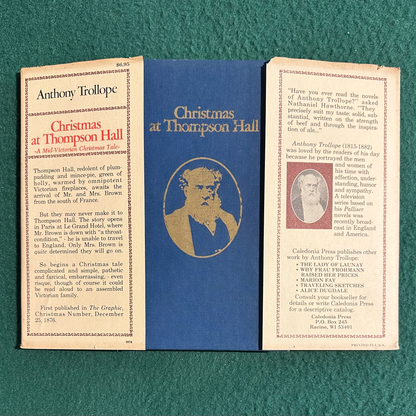 $6.95
Anthony Trollope
Christmas
at Thompson Hall
-A Mid-Victorian Christmas Tale-
Thompson Hall, redolent of plum-
pudding and mince-pie, green of
holly, warmed by omnipotent
Victorian fireplaces, awaits the
arrival of Mr. and Mrs. Brown
from the south of France.
But they may never make it to
Thompson Hall. The story opens
in Paris at Le Grand Hotel, where
Mr. Brown is down with "a throat
condition," - he is unable to travel
to England. Only Mrs. Brown is
quite determined they will go on.
So begins a Christmas tale
complicated and simple, pathetic
and farcical, embarrassing, - even
risque, though of course it could
be read aloud to an assembled
Victorian family.
First published in The Graphic,
Christmas Number, December
25, 1876.
Christmas
at Thompson Hall
"Have you ever read the novels
of Anthony Trollope?" asked
Nathaniel Hawthorne. "They
precisely suit my taste; solid, sub-
stantial, written on the strength
of beef and through the inspira-
tion of ale..."
Anthony Trollope (1815-1882)
was loved by the readers of his day
because he portrayed the men
and women of
his time with
affection, under-
standing, humor
and sympathy.
A television
series based on
his Palliser
novels was
recently broad-
cast in England
and America.
Caledonia Press publishes other
work by Anthony Trollope:
• THE LADY OF LAUNAY
• WHY FRAU FROHMANN
RAISED HER PRICES
• MARION FAY
• TRAVELING SKETCHES
• ALICE DUGDALE
Consult your bookseller for
details or write Caledonia Press
for a descriptive catalog.
Caledonia Press
P.O. Box 245
Racine, WI 53401